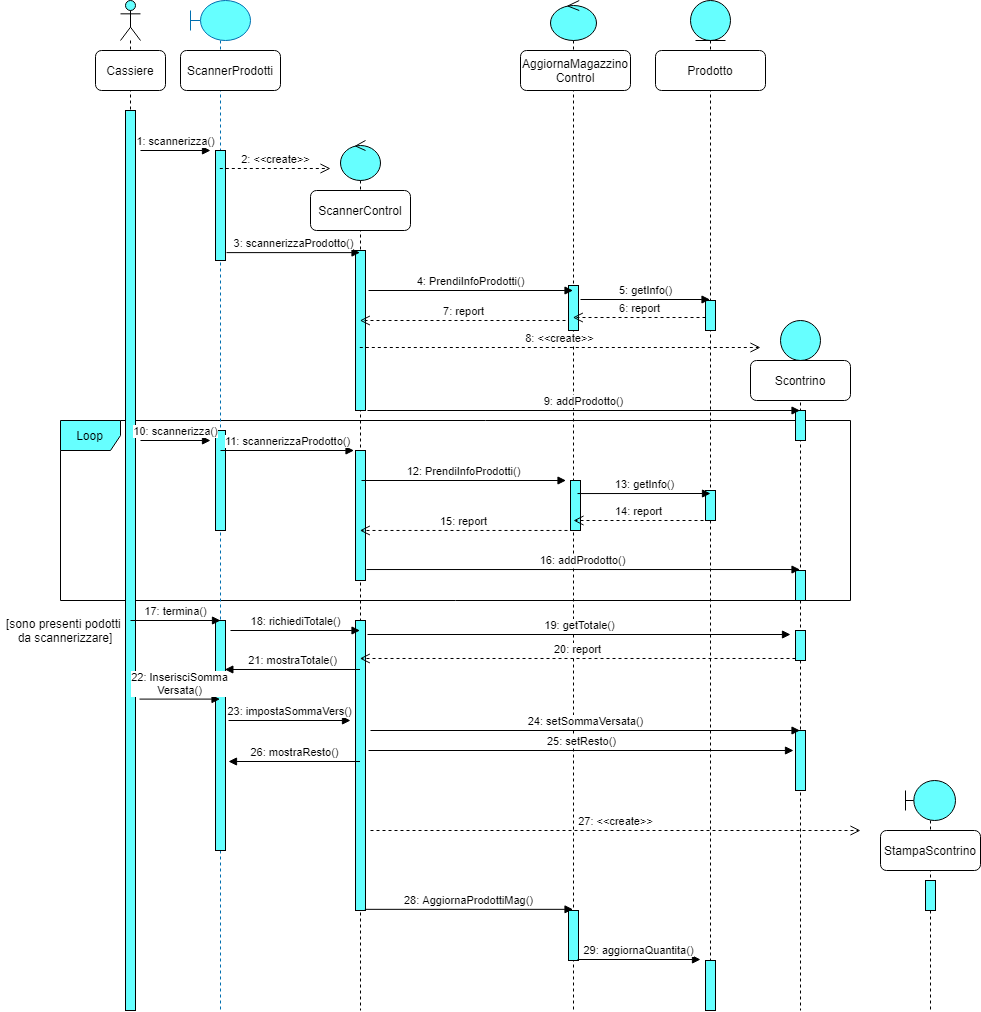 Cassiere
ScannerProdotti
AggiornaMagazzino
Control
Prodotto
1: scannerizza()
2: <<create>>
ScannerControl
3: scannerizzaProdotto()
4: PrendiInfoProdotti()
5: getInfo()
6: report
7: report
8: <<create>>
Scontrino
9: addProdotto()
Loop
10: scannerizza()
11: scannerizzaProdotto()
12: PrendiInfoProdotti()
13: getInfo()
14: report
15: report
16: addProdotto()
17: termina()
[sono presenti podotti
da scannerizzare]
18: richiediTotale()
19: getTotale()
20: report
21: mostraTotale()
22: InserisciSomma
Versata()
23: impostaSommaVers()
24: setSommaVersata()
25: setResto()
26: mostraResto()
27: <<create>>
StampaScontrino
28: AggiornaProdottiMag()
29: aggiornaQuantita()